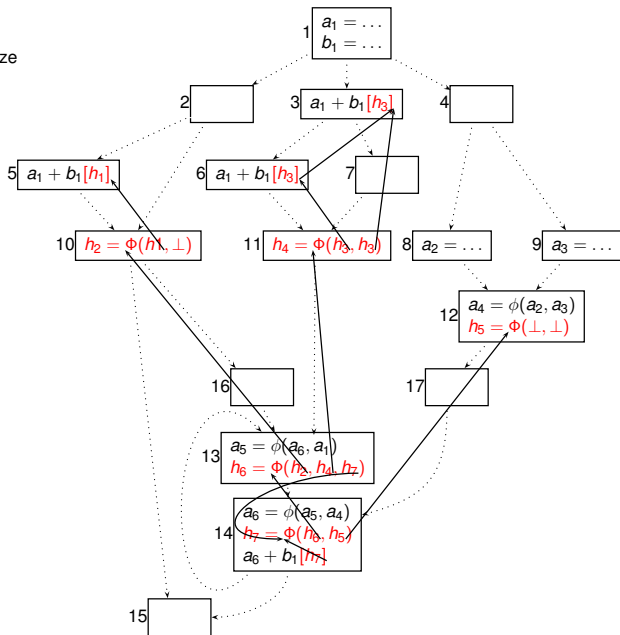 ze
1 a₁ = …
b₁ = …
2
3 a₁ + b₁[h₃]
4
5 a₁ + b₁[h₁]
6 a₁ + b₁[h₃]
7
10 h₂ = Φ(h1, ⊥)
11 h₄ = Φ(h₃, h₃)
8 a₂ = …
9 a₃ = …
12 a₄ = ϕ(a₂, a₃)
h₅ = Φ(⊥, ⊥)
16
17
13 a₅ = ϕ(a₆, a₁)
h₆ = Φ(h₂, h₄, h₇)
14 a₆ = ϕ(a₅, a₄)
h₇ = Φ(h₆, h₅)
a₆ + b₁[h₇]
15